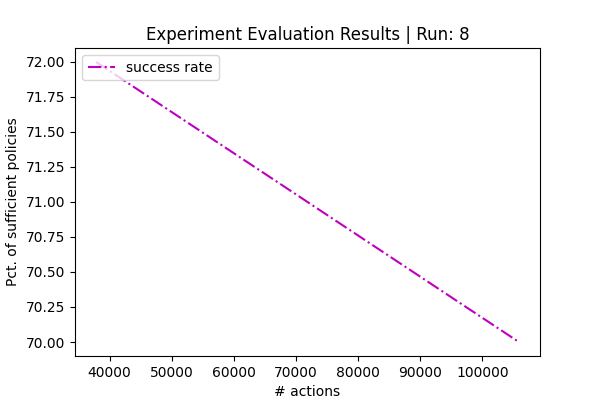 Experiment Evaluation Results | Run: 8
success rate
Pct. of sufficient policies
72.00
71.75
71.50
71.25
71.00
70.75
70.50
70.25
70.00
40000 50000 60000 70000 80000 90000 100000
# actions